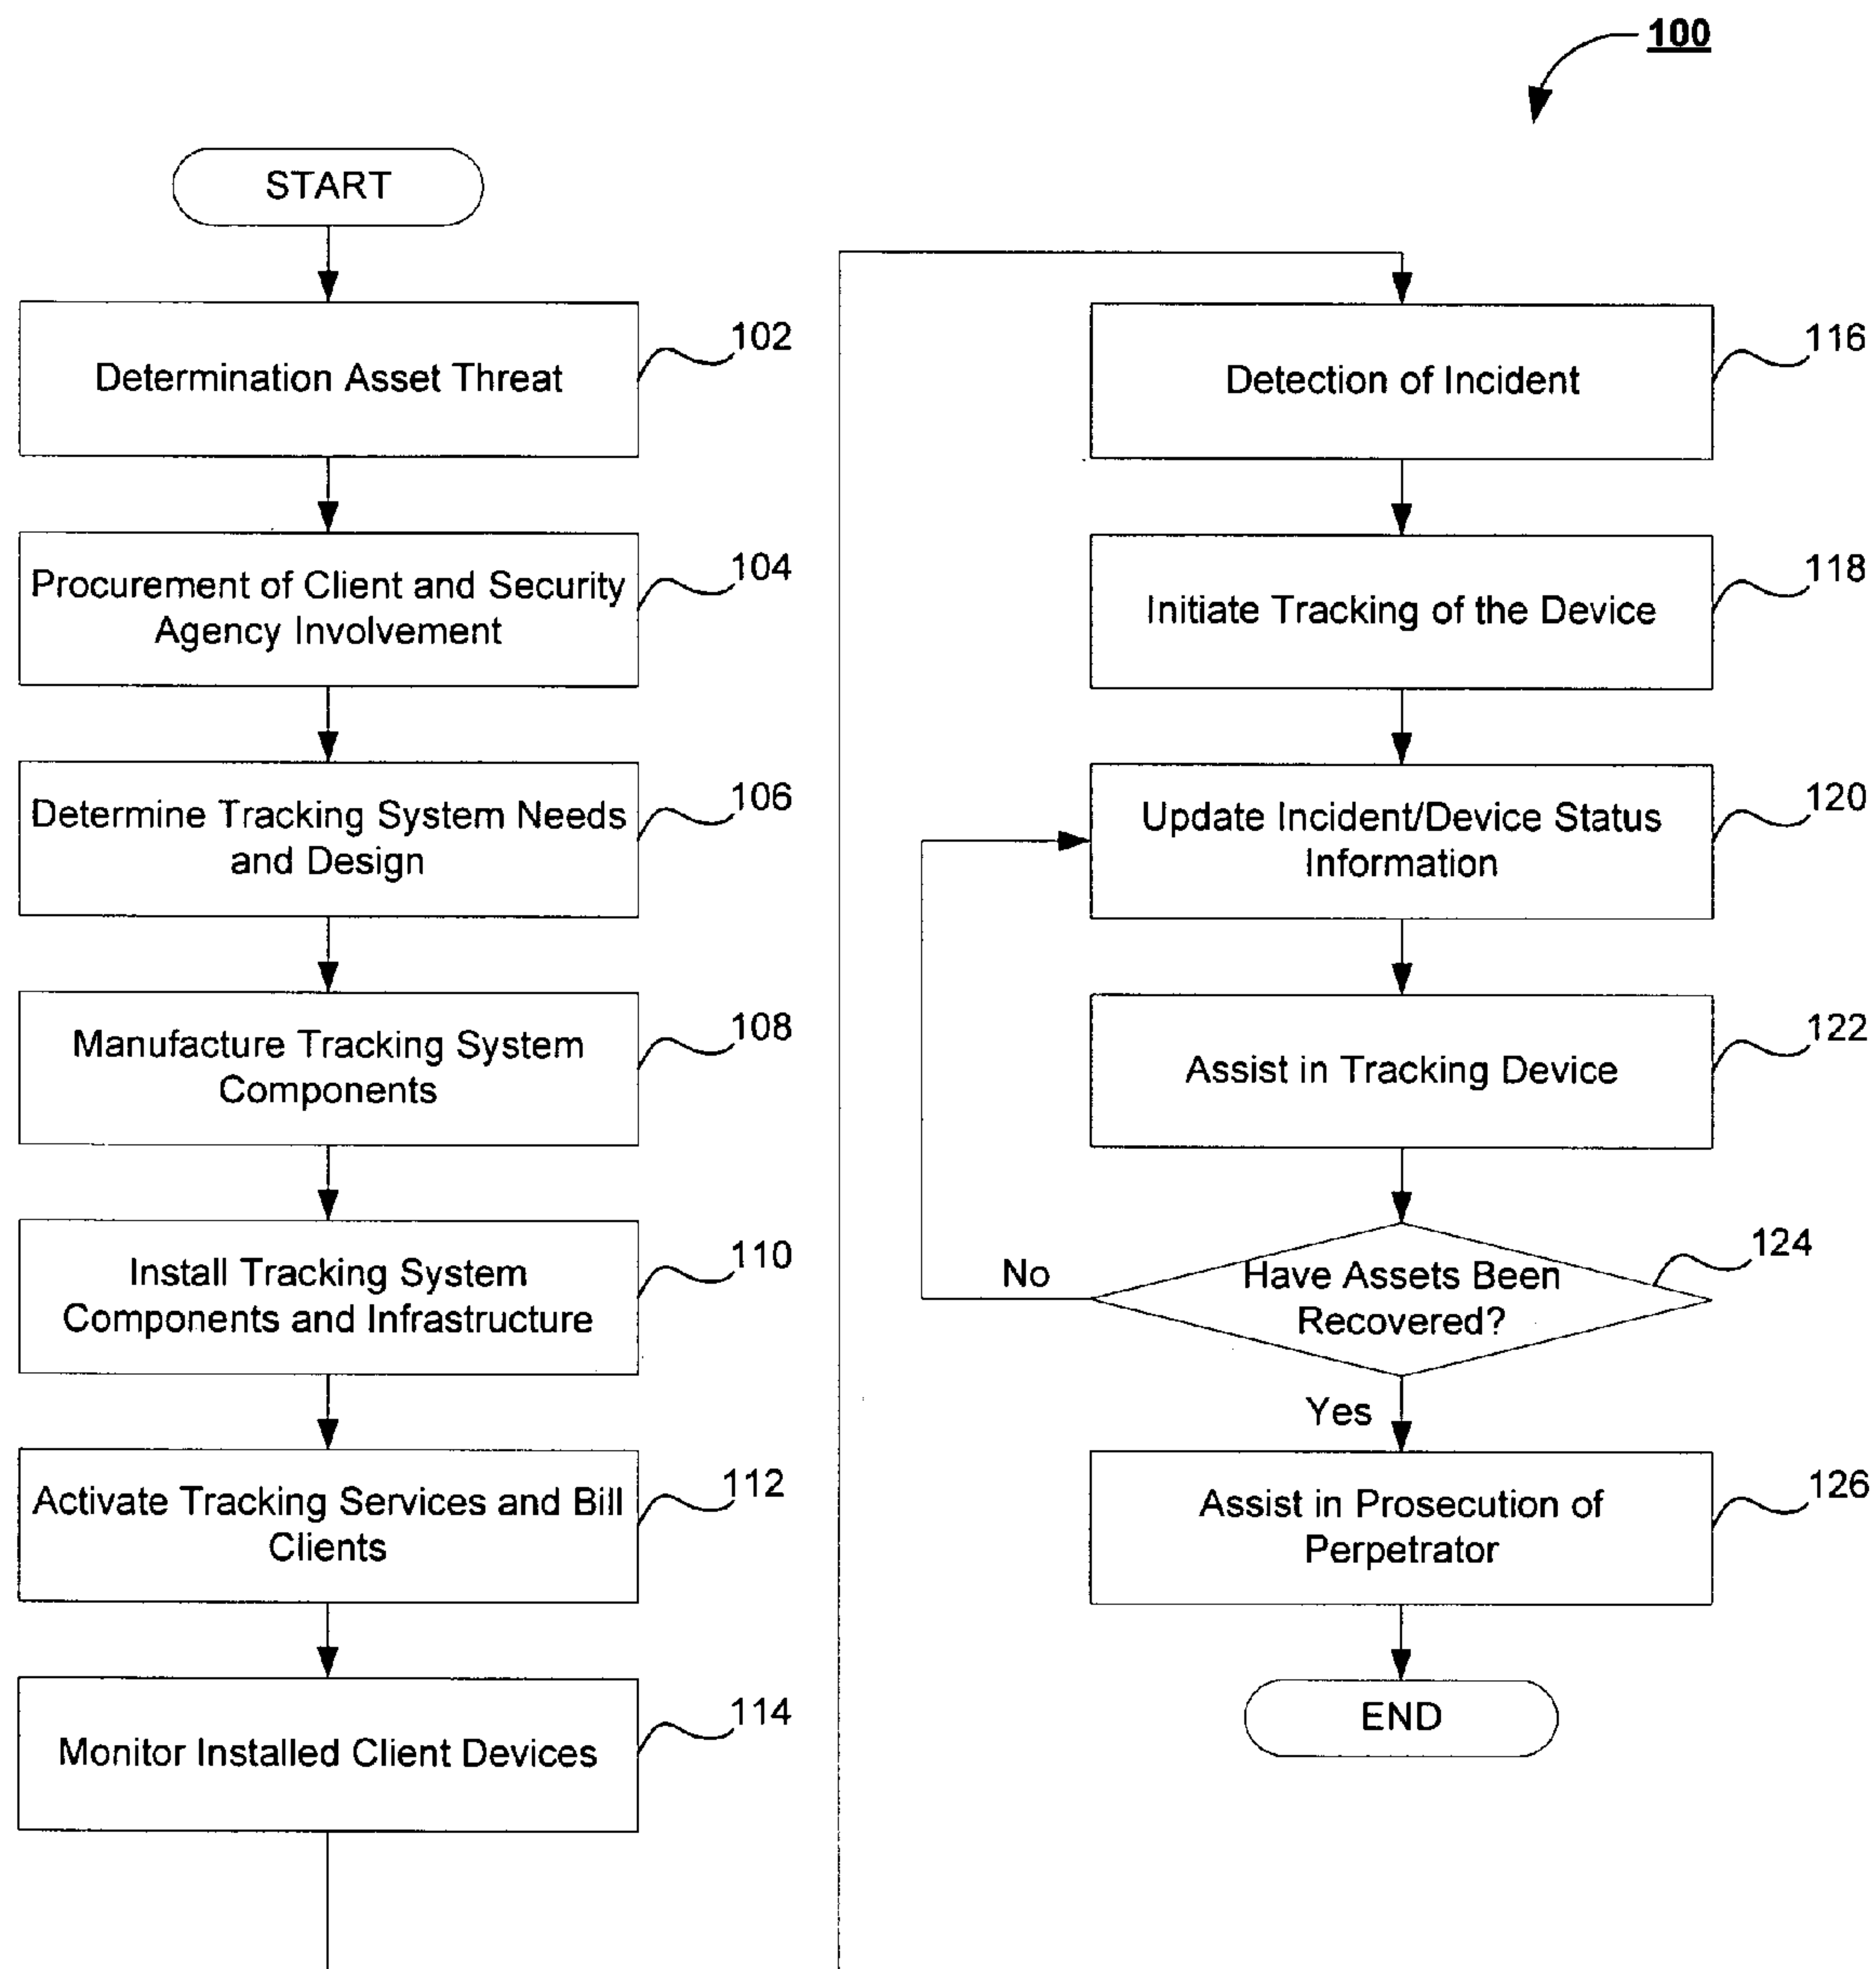 100
START
Determination Asset Threat
102
Procurement of Client and Security
Agency Involvement
104
Determine Tracking System Needs
and Design
106
Manufacture Tracking System
Components
108
Install Tracking System
Components and Infrastructure
110
Activate Tracking Services and Bill
Clients
112
Monitor Installed Client Devices
114
Detection of Incident
116
Initiate Tracking of the Device
118
Update Incident/Device Status
Information
120
Assist in Tracking Device
122
Have Assets Been
Recovered?
124
No
Yes
Assist in Prosecution of
Perpetrator
126
END